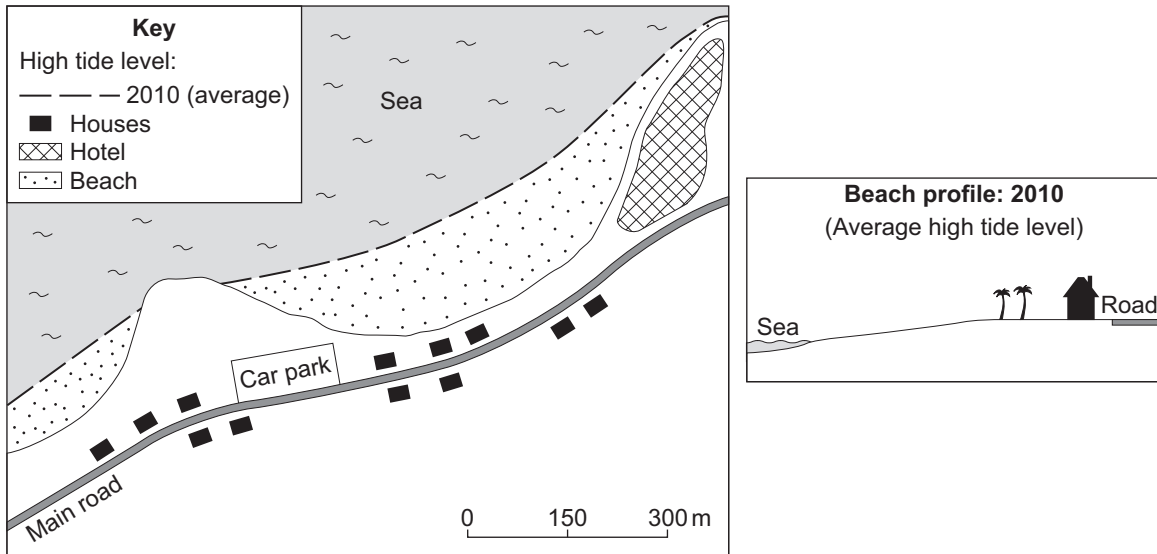 Key
High tide level:
2010 (average)
Houses
Hotel
Beach
Sea
Car park
Main road
0 150 300 m
Beach profile: 2010
(Average high tide level)
Sea
Road